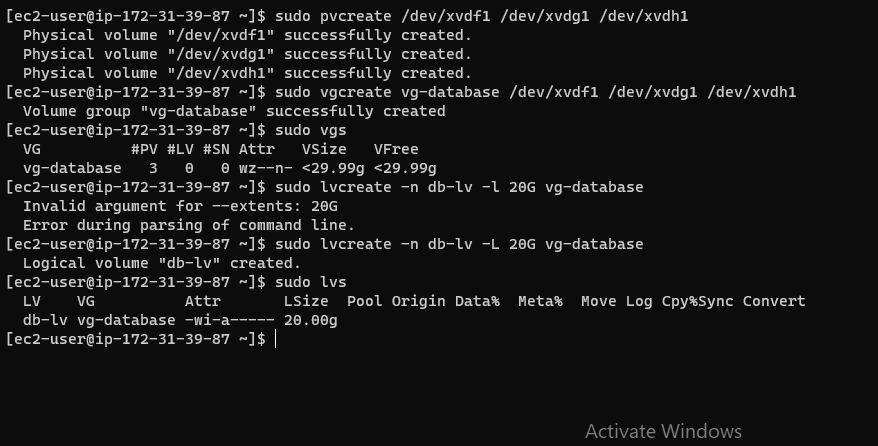 [ec2-user@ip-172-31-39-87 ~]$ sudo pvcreate /dev/xvdf1 /dev/xvdg1 /dev/xvdh1
  Physical volume "/dev/xvdf1" successfully created.
  Physical volume "/dev/xvdg1" successfully created.
  Physical volume "/dev/xvdh1" successfully created.
[ec2-user@ip-172-31-39-87 ~]$ sudo vgcreate vg-database /dev/xvdf1 /dev/xvdg1 /dev/xvdh1
  Volume group "vg-database" successfully created
[ec2-user@ip-172-31-39-87 ~]$ sudo vgs
  VG          #PV #LV #SN Attr   VSize   VFree
  vg-database   3   0   0 wz--n- <29.99g <29.99g
[ec2-user@ip-172-31-39-87 ~]$ sudo lvcreate -n db-lv -l 20G vg-database
  Invalid argument for --extents: 20G
  Error during parsing of command line.
[ec2-user@ip-172-31-39-87 ~]$ sudo lvcreate -n db-lv -L 20G vg-database
  Logical volume "db-lv" created.
[ec2-user@ip-172-31-39-87 ~]$ sudo lvs
  LV    VG          Attr       LSize  Pool Origin Data%  Meta%  Move Log Cpy%Sync Convert
  db-lv vg-database -wi-a----- 20.00g
[ec2-user@ip-172-31-39-87 ~]$
Activate Windows